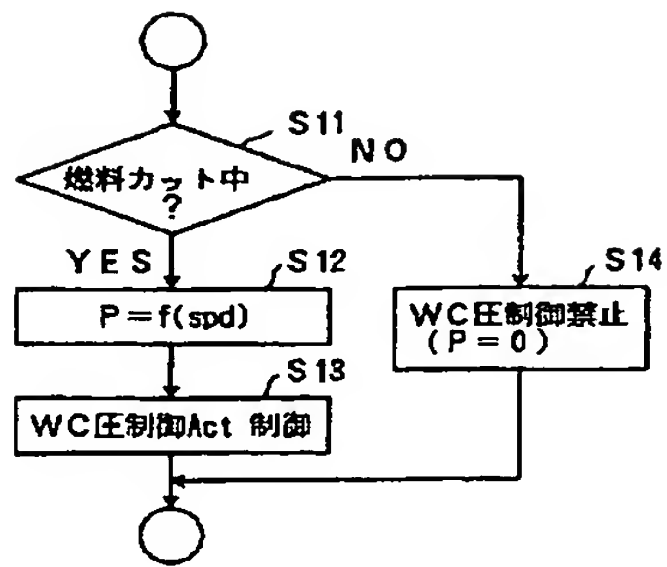 S11
燃料カット中
?
NO
YES
S12
P=f(spd)
S14
WC圧制御禁止
(P=0)
S13
WC圧制御Act 制御